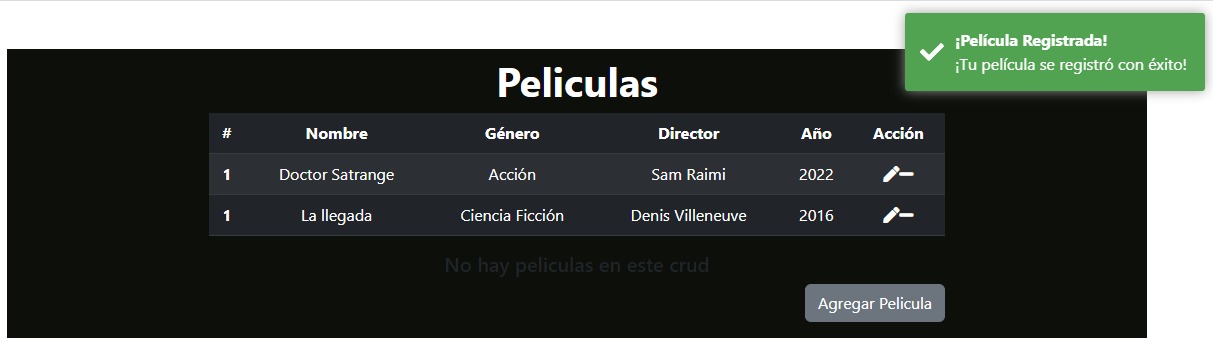 ¡Película Registrada!
¡Tu película se registró con éxito!
Peliculas
# Nombre Género Director Año Acción
1 Doctor Satrange Acción Sam Raimi 2022
1 La llegada Ciencia Ficción Denis Villeneuve 2016
No hay peliculas en este crud
Agregar Pelicula